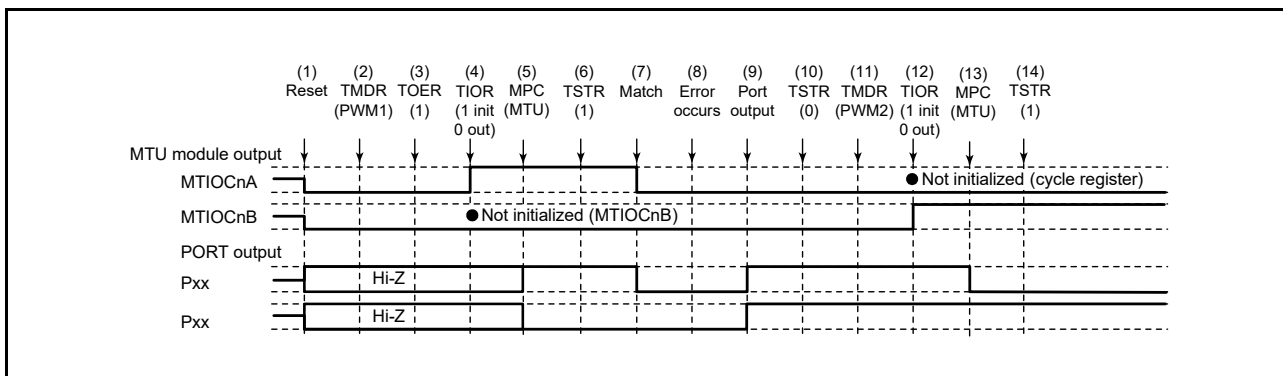 (1) (2) (3) (4) (5) (6) (7) (8) (9) (10) (11) (12) (13) (14)
Reset TMDR TOER TIOR MPC TSTR Match Error Port TSTR TMDR TIOR MPC TSTR
(PWM1) (1) (1 init (MTU) (1) occurs output (0) (PWM2) (1 init (MTU) (1)
0 out) 0 out)
MTU module output
MTIOCnA ● Not initialized (cycle register)
MTIOCnB ● Not initialized (MTIOCnB)
PORT output
Pxx Hi-Z
Pxx Hi-Z